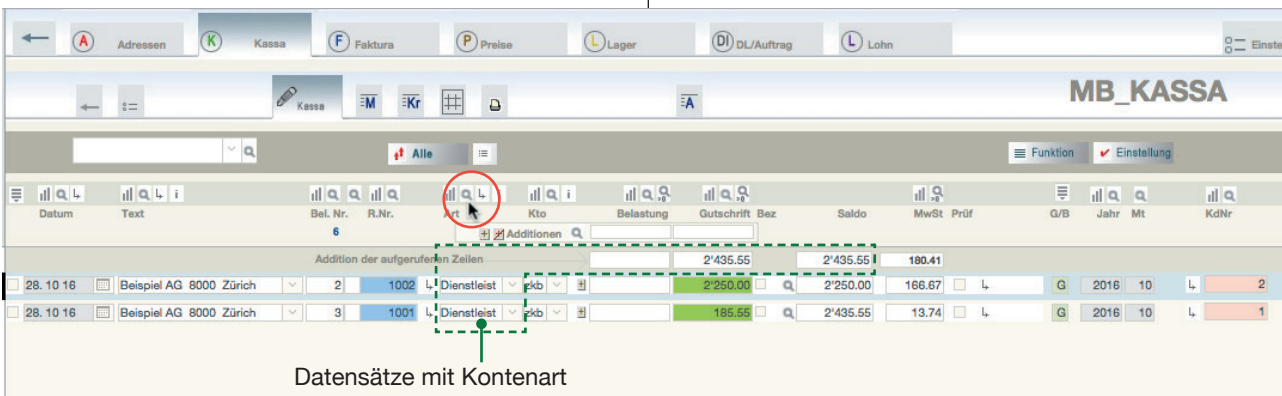 A Adressen K Kassa F Faktura P Preise L Lager DI DL/Auftrag L Lohn Einste
Kassa M Kr A MB_KASSA
Alle Funktion Einstellung
Datum Text Bel. Nr. R.Nr. Art Kto Belastung Gutschrift Bez Saldo MwSt Prüf G/B Jahr Mt KdNr
6 Additionen
Addition der aufgerufenen Zeilen 2'435.55 2'435.55 180.41
28. 10 16 Beispiel AG 8000 Zürich 2 1002 Dienstleist zkb 2'250.00 2'250.00 166.67 G 2016 10 2
28. 10 16 Beispiel AG 8000 Zürich 3 1001 Dienstleist zkb 185.55 2'435.55 13.74 G 2016 10 1
Datensätze mit Kontenart